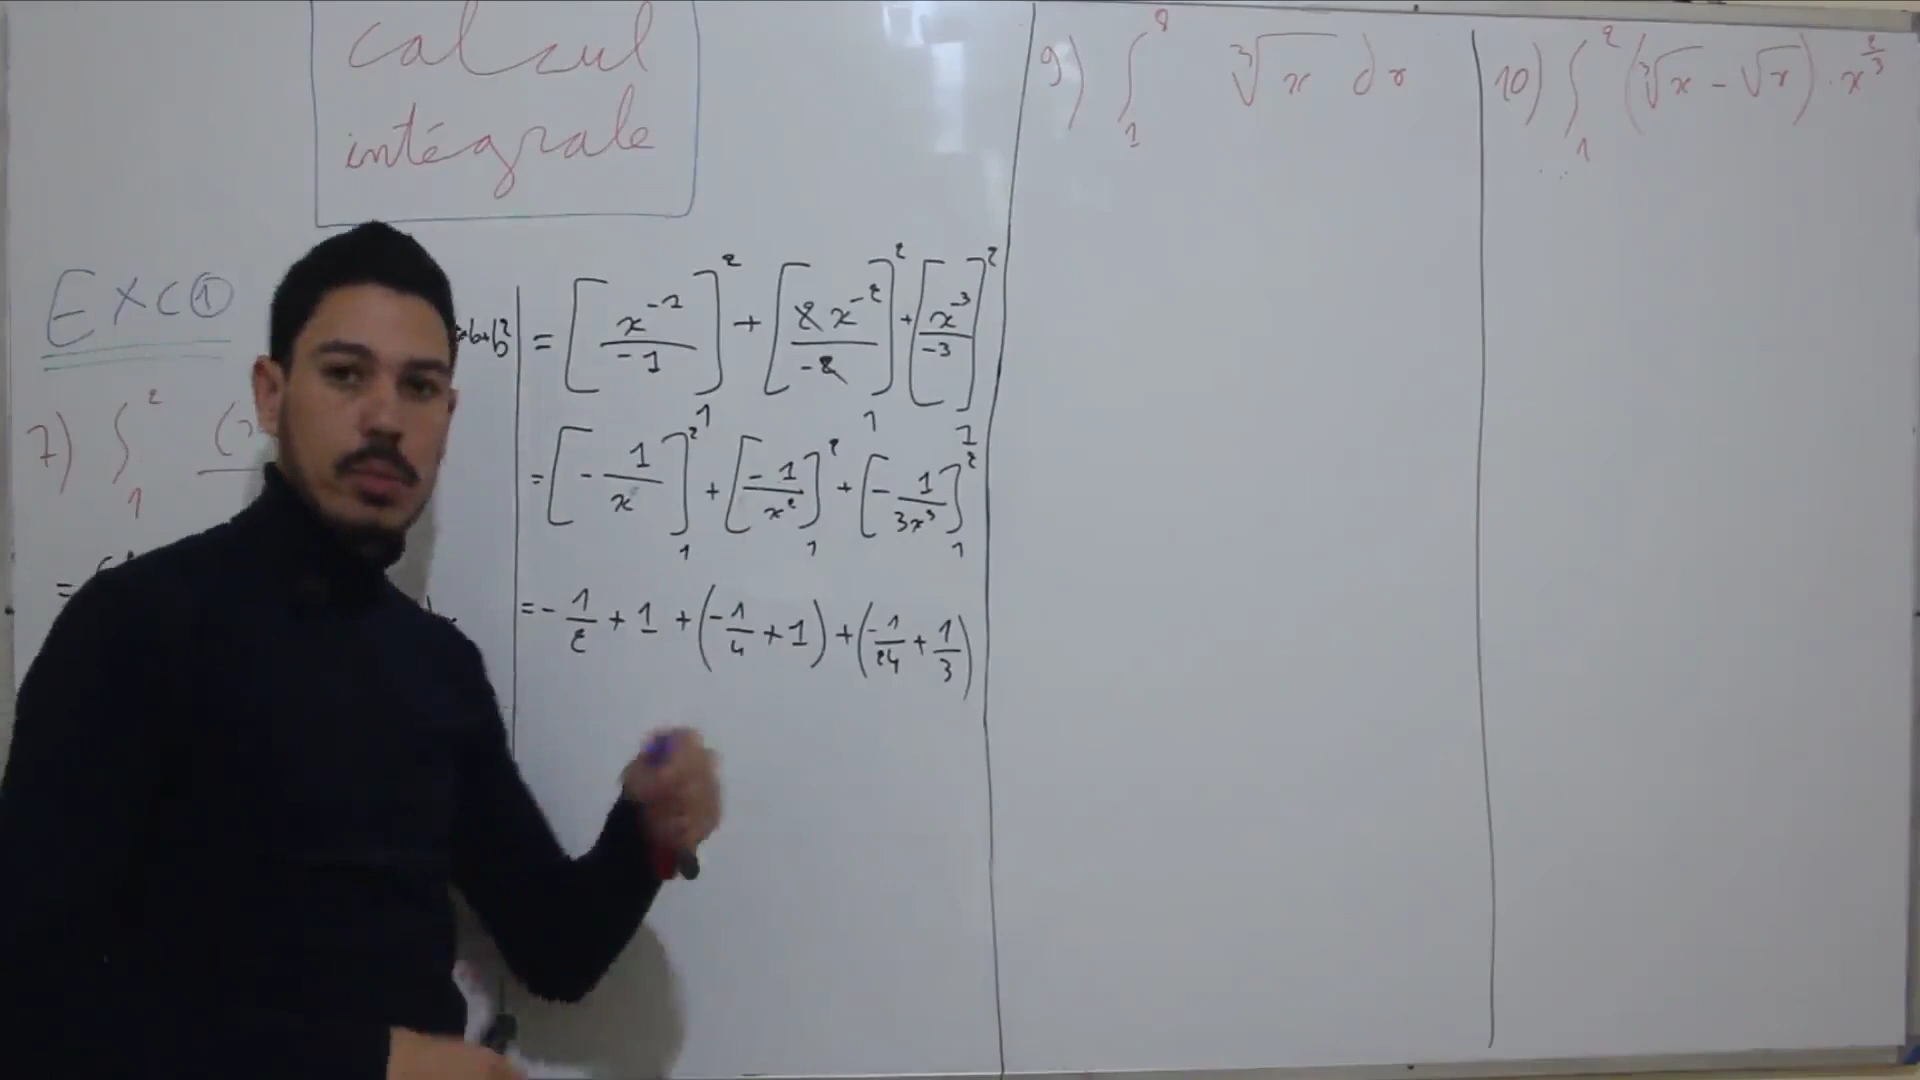 calcul
intégrale
Exc①
7) ∫₁² (
=
= [x⁻¹/-1]₁² + [2x⁻²/-2]₁² + [x⁻³/-3]₁²
= [-1/x]₁² + [-1/x²]₁² + [-1/3x³]₁²
= -1/2 + 1 + (-1/4 + 1) + (-1/24 + 1/3)
9) ∫₁⁸ ∛x dx
10) ∫₁² (∛x - √x) · x^(2/3)